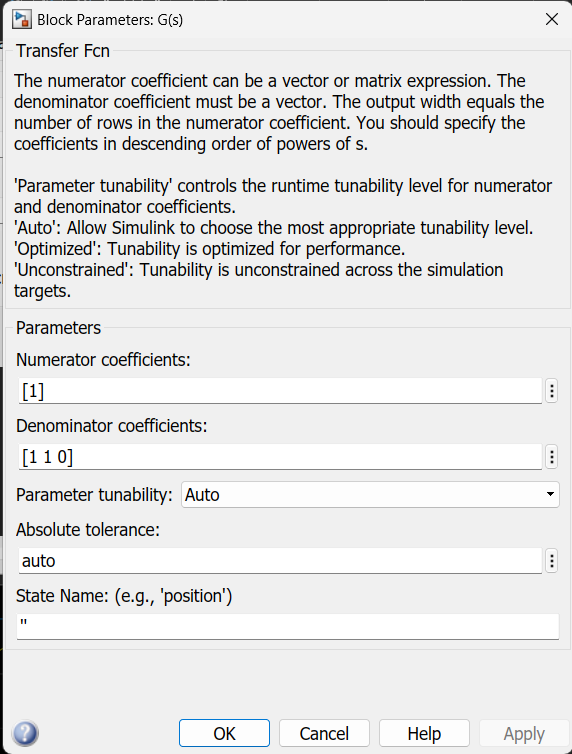 Block Parameters: G(s)
Transfer Fcn
The numerator coefficient can be a vector or matrix expression. The
denominator coefficient must be a vector. The output width equals the
number of rows in the numerator coefficient. You should specify the
coefficients in descending order of powers of s.
'Parameter tunability' controls the runtime tunability level for numerator
and denominator coefficients.
'Auto': Allow Simulink to choose the most appropriate tunability level.
'Optimized': Tunability is optimized for performance.
'Unconstrained': Tunability is unconstrained across the simulation
targets.
Parameters
Numerator coefficients:
[1]
Denominator coefficients:
[1 1 0]
Parameter tunability: Auto
Absolute tolerance:
auto
State Name: (e.g., 'position')
''
? OK Cancel Help Apply